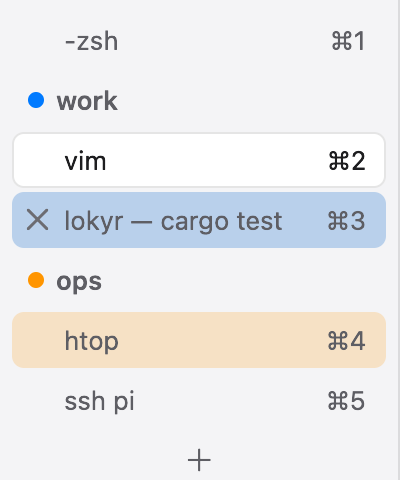 -zsh ⌘1
work
vim ⌘2
lokyr — cargo test ⌘3
ops
htop ⌘4
ssh pi ⌘5